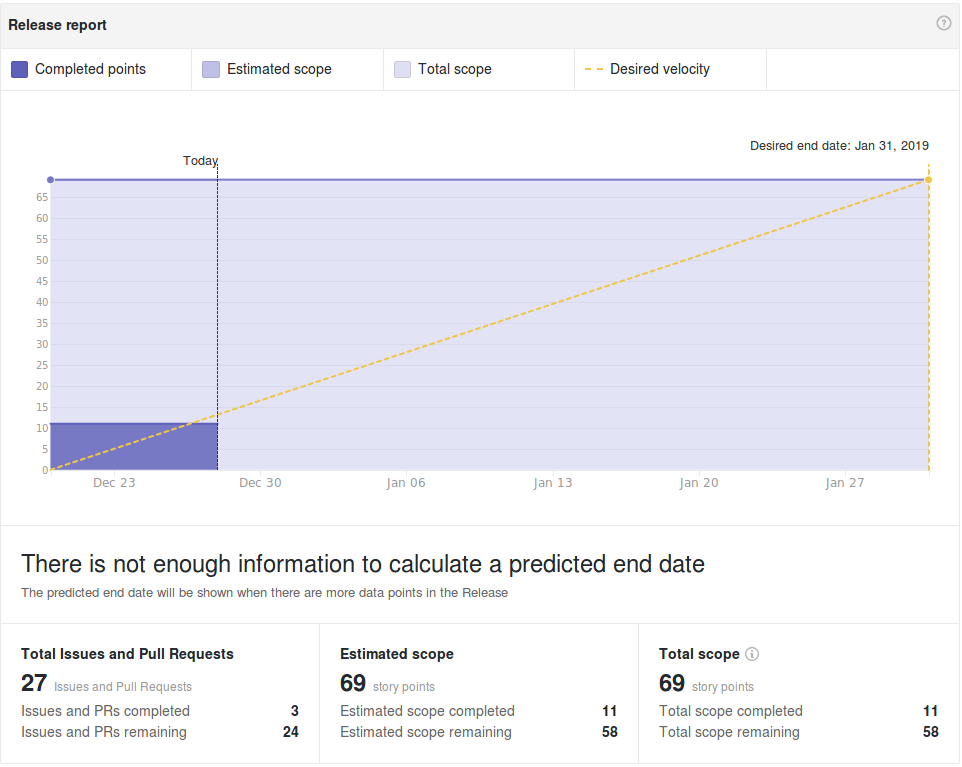 Release report
?
Completed points
Estimated scope
Total scope
Desired velocity
Desired end date: Jan 31, 2019
Today
65
60
55
50
45
40
35
30
25
20
15
10
5
0
Dec 23 Dec 30 Jan 06 Jan 13 Jan 20 Jan 27
There is not enough information to calculate a predicted end date
The predicted end date will be shown when there are more data points in the Release
Total Issues and Pull Requests
27 Issues and Pull Requests
Issues and PRs completed 3
Issues and PRs remaining 24
Estimated scope
69 story points
Estimated scope completed 11
Estimated scope remaining 58
Total scope i
69 story points
Total scope completed 11
Total scope remaining 58